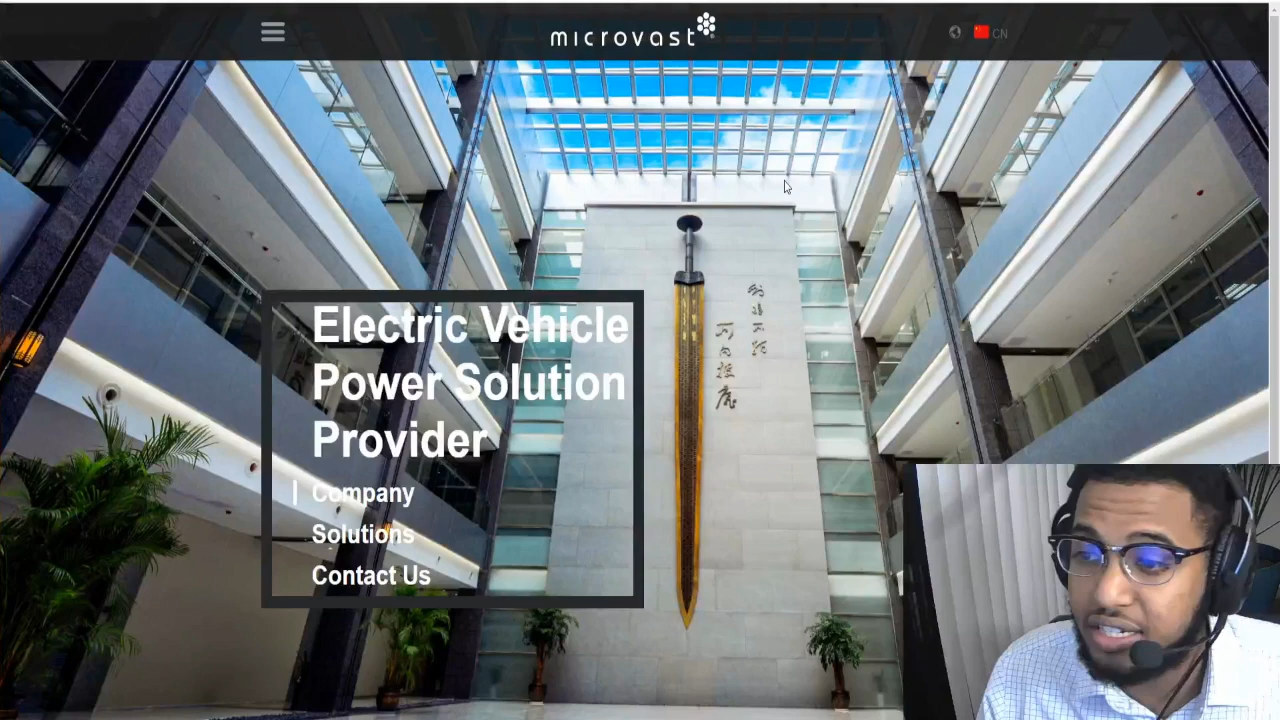 microvast
CN
Electric Vehicle
Power Solution
Provider
Company
Solutions
Contact Us